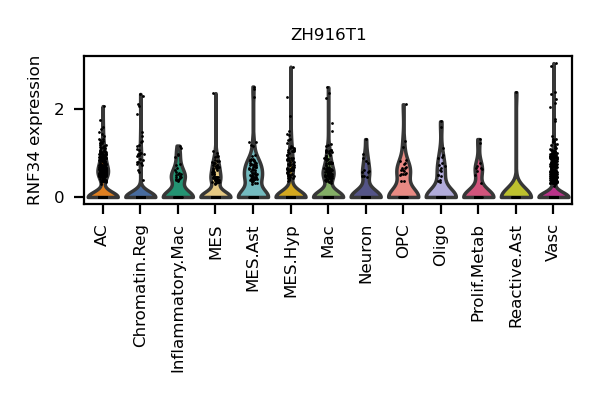 ZH916T1
RNF34 expression
2
0
AC
Chromatin.Reg
Inflammatory.Mac
MES
MES.Ast
MES.Hyp
Mac
Neuron
OPC
Oligo
Prolif.Metab
Reactive.Ast
Vasc